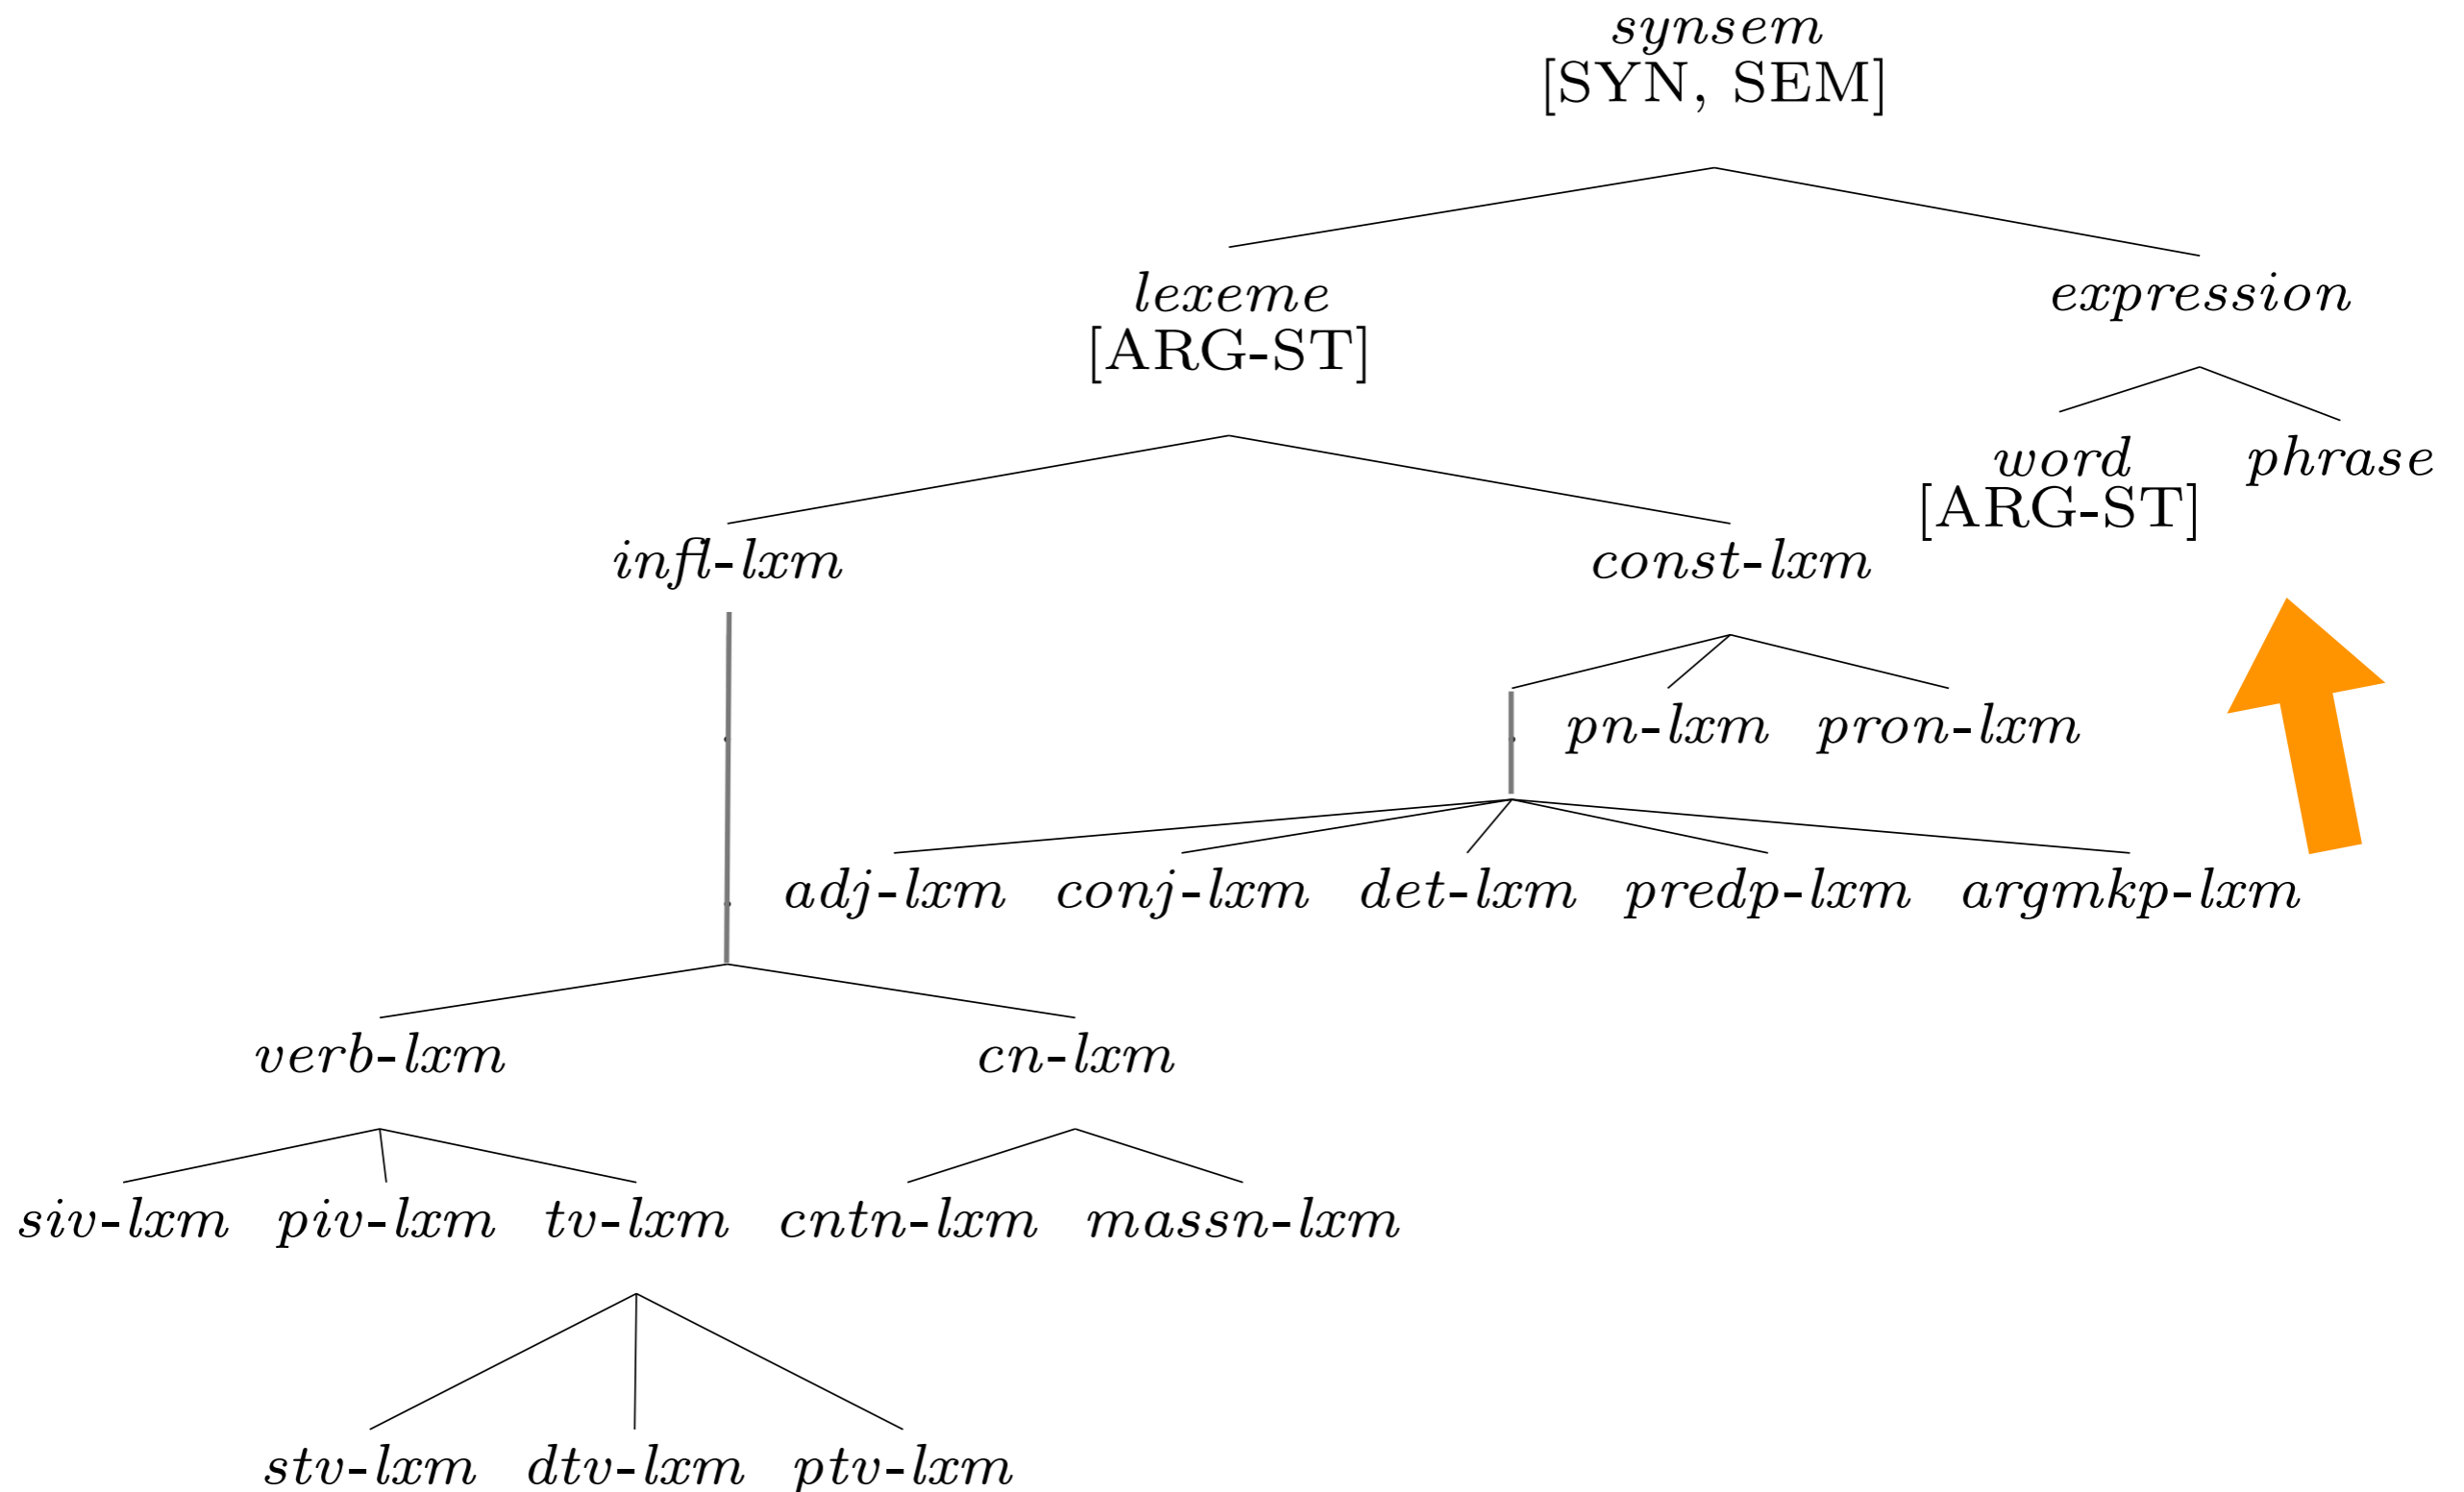 synsem
[SYN, SEM]
lexeme
[ARG-ST]
expression
word
[ARG-ST]
phrase
infl-lxm
const-lxm
pn-lxm
pron-lxm
adj-lxm
conj-lxm
det-lxm
predp-lxm
argmkp-lxm
verb-lxm
cn-lxm
siv-lxm
piv-lxm
tv-lxm
cntn-lxm
massn-lxm
stv-lxm
dtv-lxm
ptv-lxm